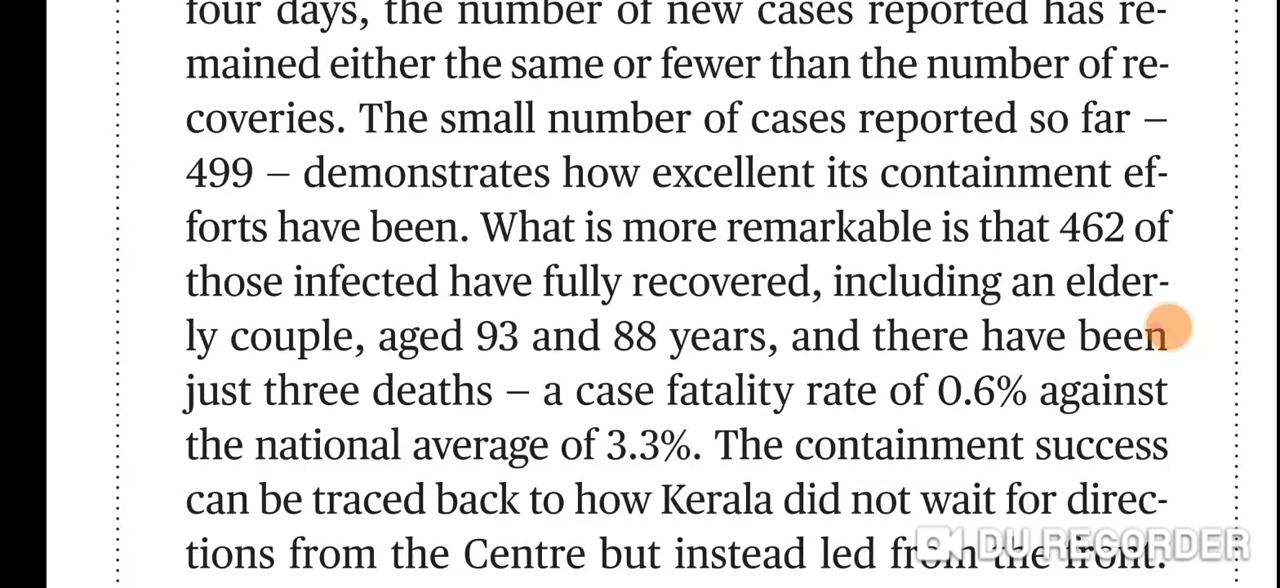 four days, the number of new cases reported has re-
mained either the same or fewer than the number of re-
coveries. The small number of cases reported so far –
499 – demonstrates how excellent its containment ef-
forts have been. What is more remarkable is that 462 of
those infected have fully recovered, including an elder-
ly couple, aged 93 and 88 years, and there have been
just three deaths – a case fatality rate of 0.6% against
the national average of 3.3%. The containment success
can be traced back to how Kerala did not wait for direc-
tions from the Centre but instead led from the front.
DU RECORDER